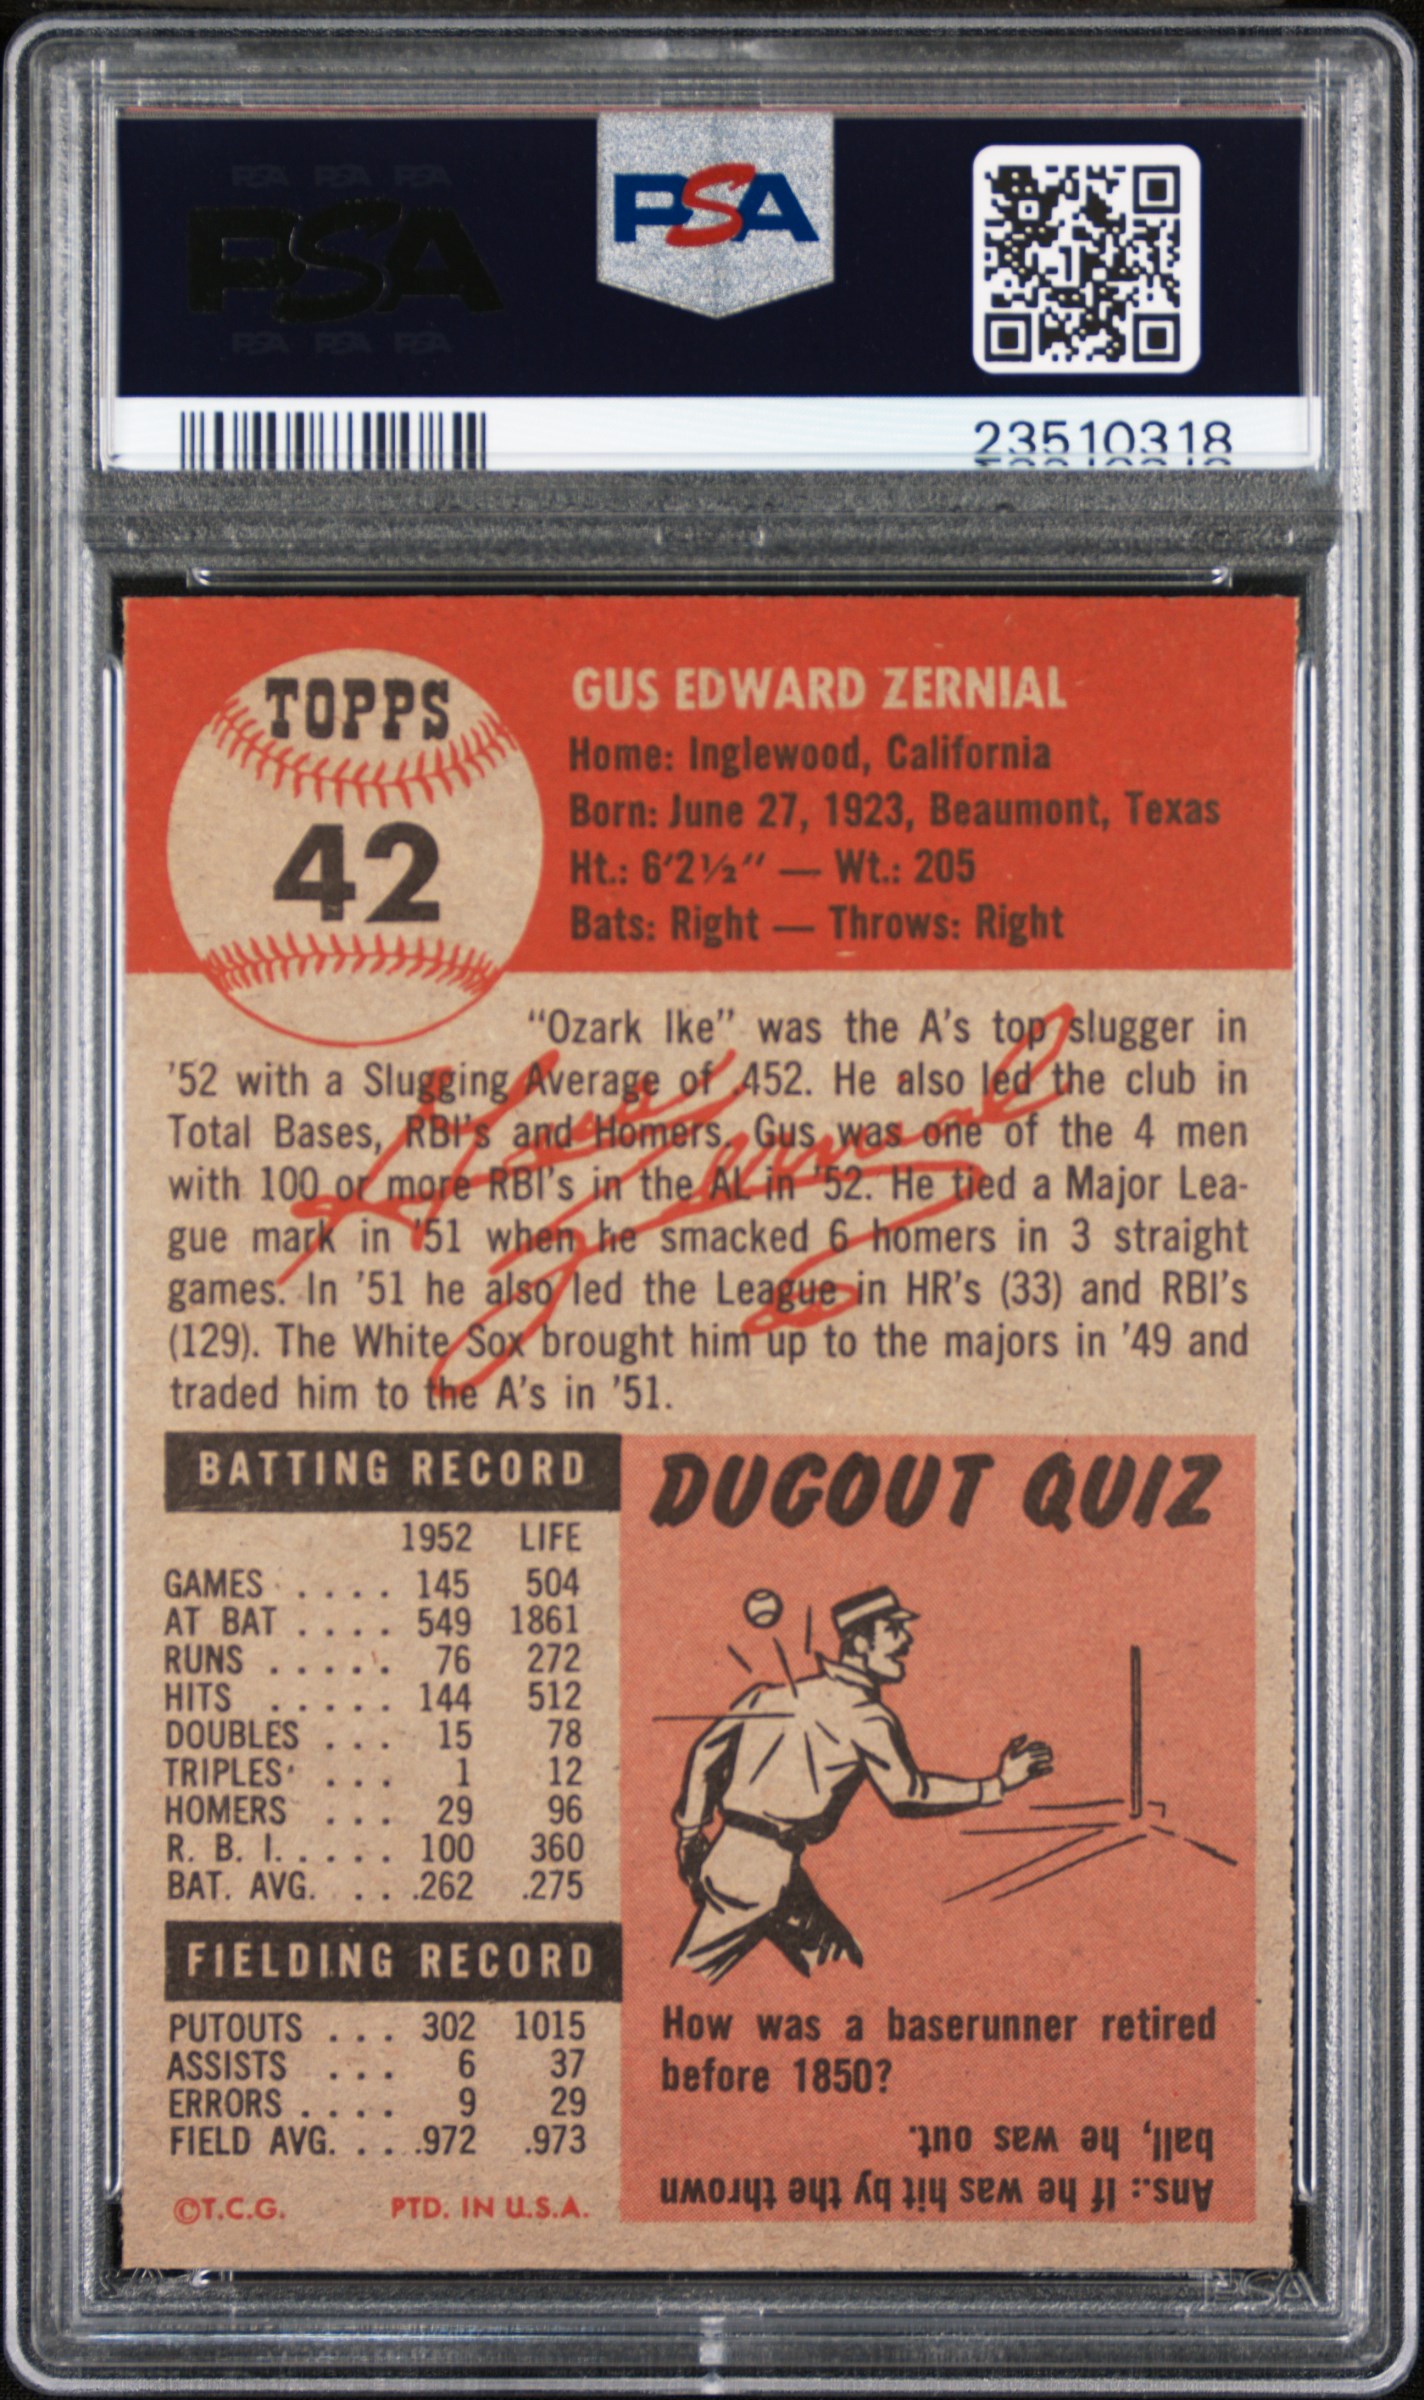 PSA PSA PSA
PSA
PSA PSA PSA
PSA
23510318
TOPPS
42
GUS EDWARD ZERNIAL
Home: Inglewood, California
Born: June 27, 1923, Beaumont, Texas
Ht.: 6'2½" — Wt.: 205
Bats: Right — Throws: Right
"Ozark Ike" was the A's top slugger in
'52 with a Slugging Average of .452. He also led the club in
Total Bases, RBI's and Homers. Gus was one of the 4 men
with 100 or more RBI's in the AL in '52. He tied a Major Lea-
gue mark in '51 when he smacked 6 homers in 3 straight
games. In '51 he also led the League in HR's (33) and RBI's
(129). The White Sox brought him up to the majors in '49 and
traded him to the A's in '51.
Gus Zernial
BATTING RECORD
1952 LIFE
GAMES . . . . 145 504
AT BAT . . . . 549 1861
RUNS . . . . . 76 272
HITS . . . . . 144 512
DOUBLES . . . 15 78
TRIPLES . . . 1 12
HOMERS . . . 29 96
R. B. I. . . . . 100 360
BAT. AVG. . . .262 .275
FIELDING RECORD
PUTOUTS . . . 302 1015
ASSISTS . . . 6 37
ERRORS . . . . 9 29
FIELD AVG. . . .972 .973
©T.C.G. PTD. IN U.S.A.
DUGOUT QUIZ
How was a baserunner retired
before 1850?
Ans.: If he was hit by the thrown
ball, he was out.
PSA